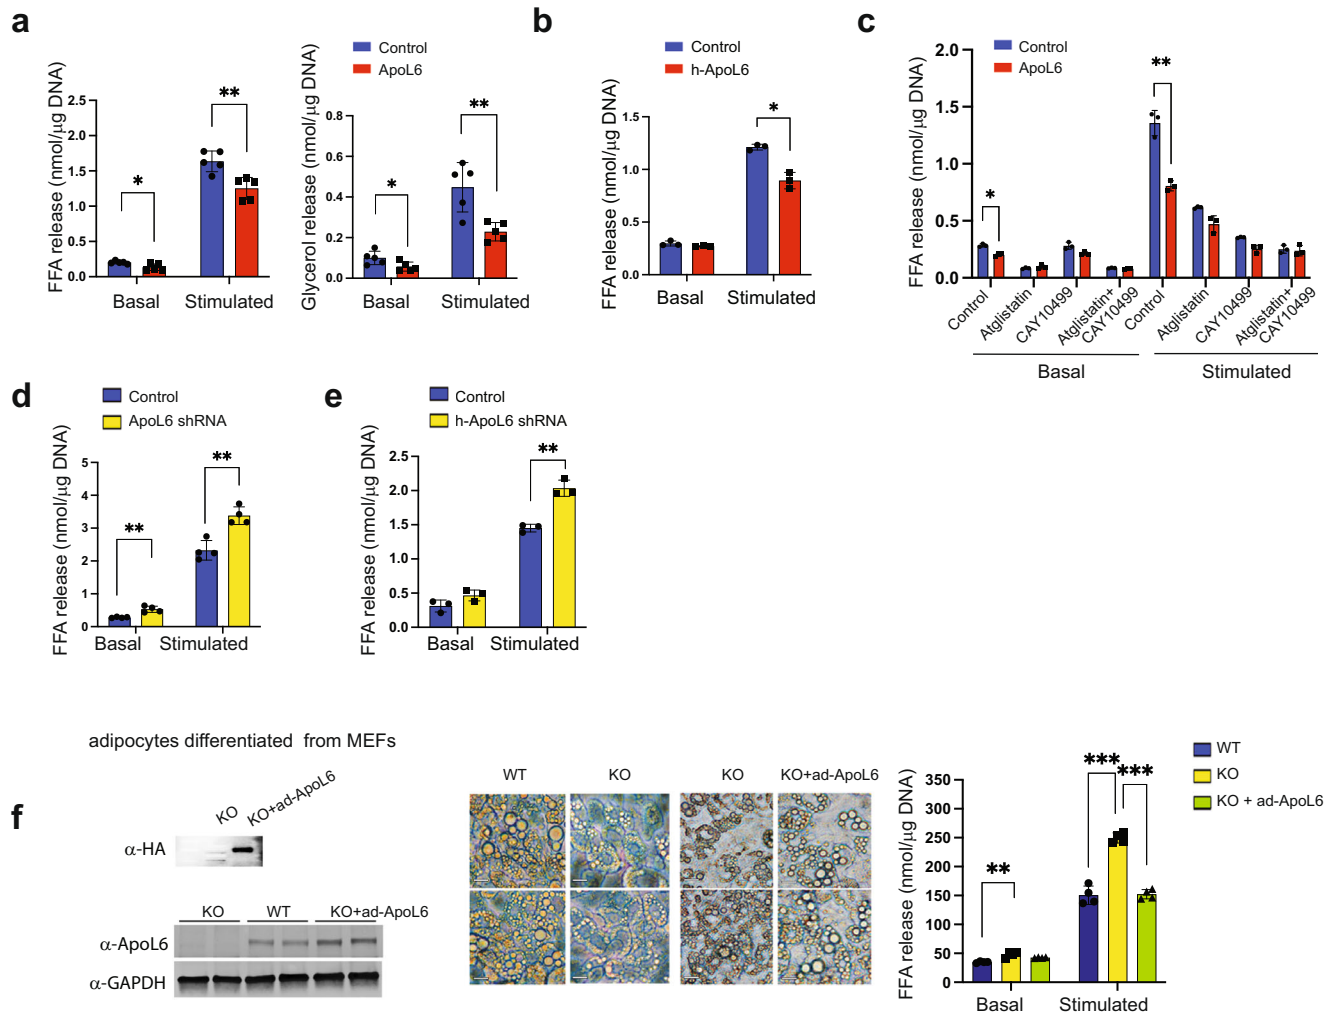 a
Control
ApoL6
FFA release (nmol/μg DNA)
2.5
2.0
1.5
1.0
0.5
0.0
*
**
Basal
Stimulated
Glycerol release (nmol/μg DNA)
0.8
0.6
0.4
0.2
0.0
*
**
Basal
Stimulated
b
Control
h-ApoL6
FFA release (nmol/μg DNA)
1.5
1.0
0.5
0.0
*
Basal
Stimulated
c
Control
ApoL6
FFA release (nmol/μg DNA)
2.0
1.5
1.0
0.5
0.0
*
**
Control
Atglistatin
CAY10499
Atglistatin+
CAY10499
Control
Atglistatin
CAY10499
Atglistatin+
CAY10499
Basal
Stimulated
d
Control
ApoL6 shRNA
FFA release (nmol/μg DNA)
5
4
3
2
1
0
**
**
Basal
Stimulated
e
Control
h-ApoL6 shRNA
FFA release (nmol/μg DNA)
2.5
2.0
1.5
1.0
0.5
0.0
**
Basal
Stimulated
f
adipocytes differentiated from MEFs
KO
KO+ad-ApoL6
α-HA
KO
WT
KO+ad-ApoL6
α-ApoL6
α-GAPDH
WT
KO
KO
KO+ad-ApoL6
WT
KO
KO + ad-ApoL6
FFA release (nmol/μg DNA)
350
300
250
200
150
100
50
0
**
***
***
Basal
Stimulated